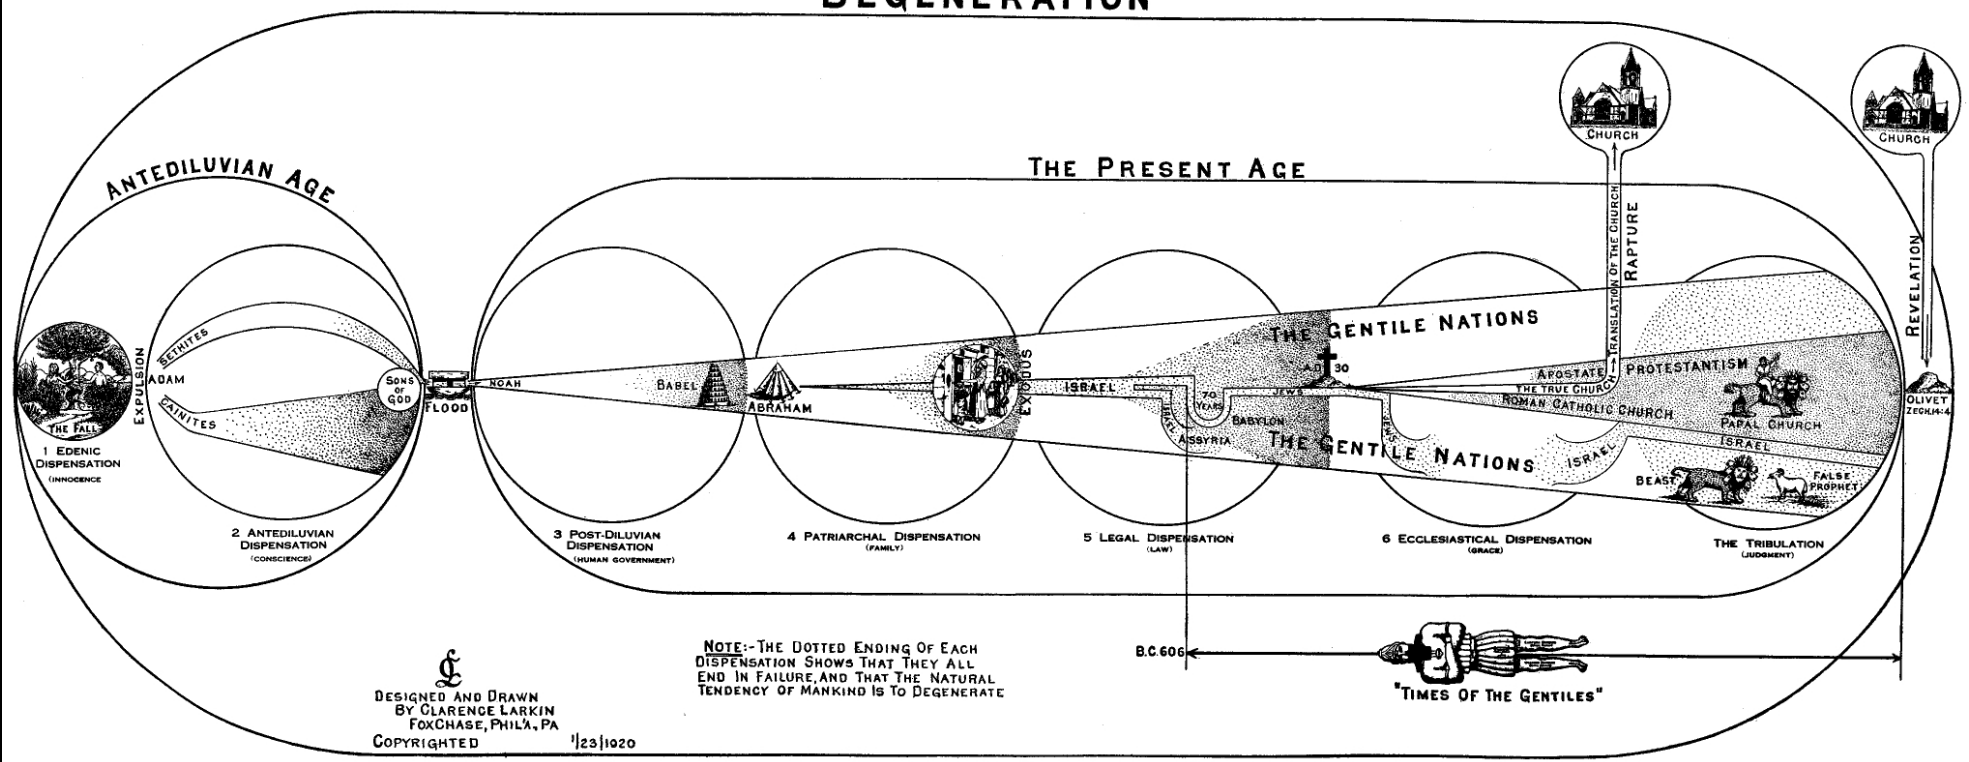 DEGENERATION
ANTEDILUVIAN AGE
THE PRESENT AGE
CHURCH
CHURCH
TRANSLATION OF THE CHURCH
RAPTURE
REVELATION
EXPULSION
THE FALL
1 EDENIC
DISPENSATION
(INNOCENCE
ADAM
SETHITES
CAINITES
SONS
OF
GOD
FLOOD
2 ANTEDILUVIAN
DISPENSATION
(CONSCIENCE)
NOAH
BABEL
3 POST-DILUVIAN
DISPENSATION
(HUMAN GOVERNMENT)
ABRAHAM
EXODUS
4 PATRIARCHAL DISPENSATION
(FAMILY)
ISRAEL
ISRAEL
ASSYRIA
70
YEARS
BABYLON
JEWS
5 LEGAL DISPENSATION
(LAW)
THE GENTILE NATIONS
A.D. 30
THE GENTILE NATIONS
JEWS
APOSTATE PROTESTANTISM
THE TRUE CHURCH
ROMAN CATHOLIC CHURCH
PAPAL CHURCH
ISRAEL
ISRAEL
BEAST
FALSE
PROPHET
6 ECCLESIASTICAL DISPENSATION
(GRACE)
THE TRIBULATION
(JUDGMENT)
OLIVET
ZECH.14:4
B.C.606
"TIMES OF THE GENTILES"
NOTE:-THE DOTTED ENDING OF EACH
DISPENSATION SHOWS THAT THEY ALL
END IN FAILURE, AND THAT THE NATURAL
TENDENCY OF MANKIND IS TO DEGENERATE
CL
DESIGNED AND DRAWN
BY CLARENCE LARKIN
FOXCHASE, PHIL'A., PA
COPYRIGHTED 1/23/1920